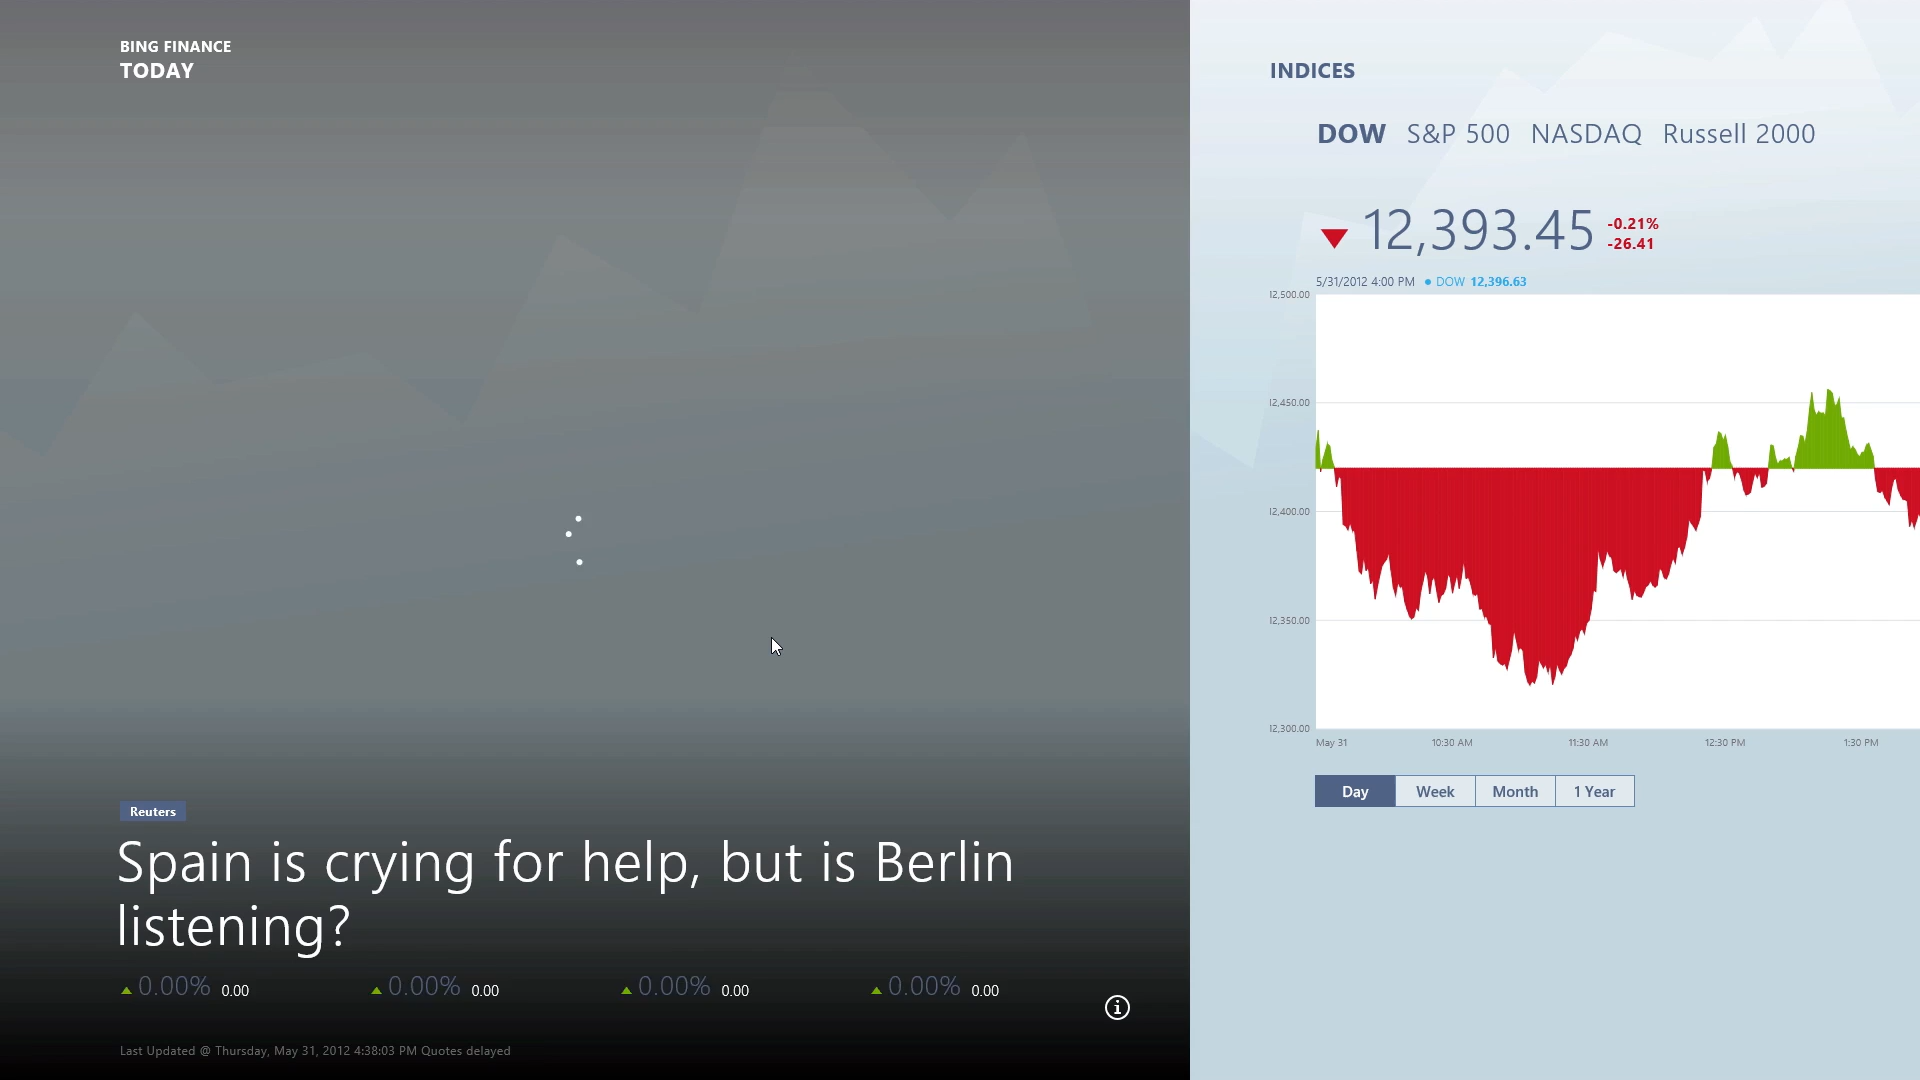 BING FINANCE
TODAY
Reuters
Spain is crying for help, but is Berlin
listening?
0.00% 0.00 0.00% 0.00 0.00% 0.00 0.00% 0.00
Last Updated @ Thursday, May 31, 2012 4:38:03 PM Quotes delayed
INDICES
DOW S&P 500 NASDAQ Russell 2000
12,393.45
-0.21%
-26.41
5/31/2012 4:00 PM • DOW 12,396.63
12,500.00
12,450.00
12,400.00
12,350.00
12,300.00
May 31 10:30 AM 11:30 AM 12:30 PM 1:30 PM
Day Week Month 1 Year